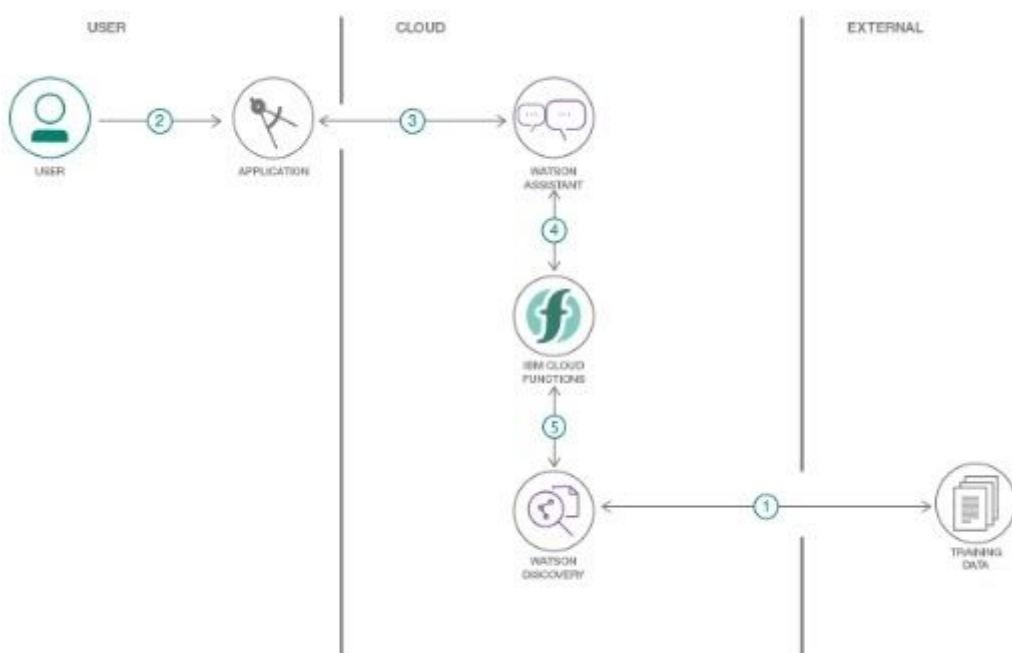 USER
CLOUD
EXTERNAL
2
3
USER
APPLICATION
WATSON
ASSISTANT
4
IBM CLOUD
FUNCTIONS
5
1
WATSON
DISCOVERY
TRAINING
DATA